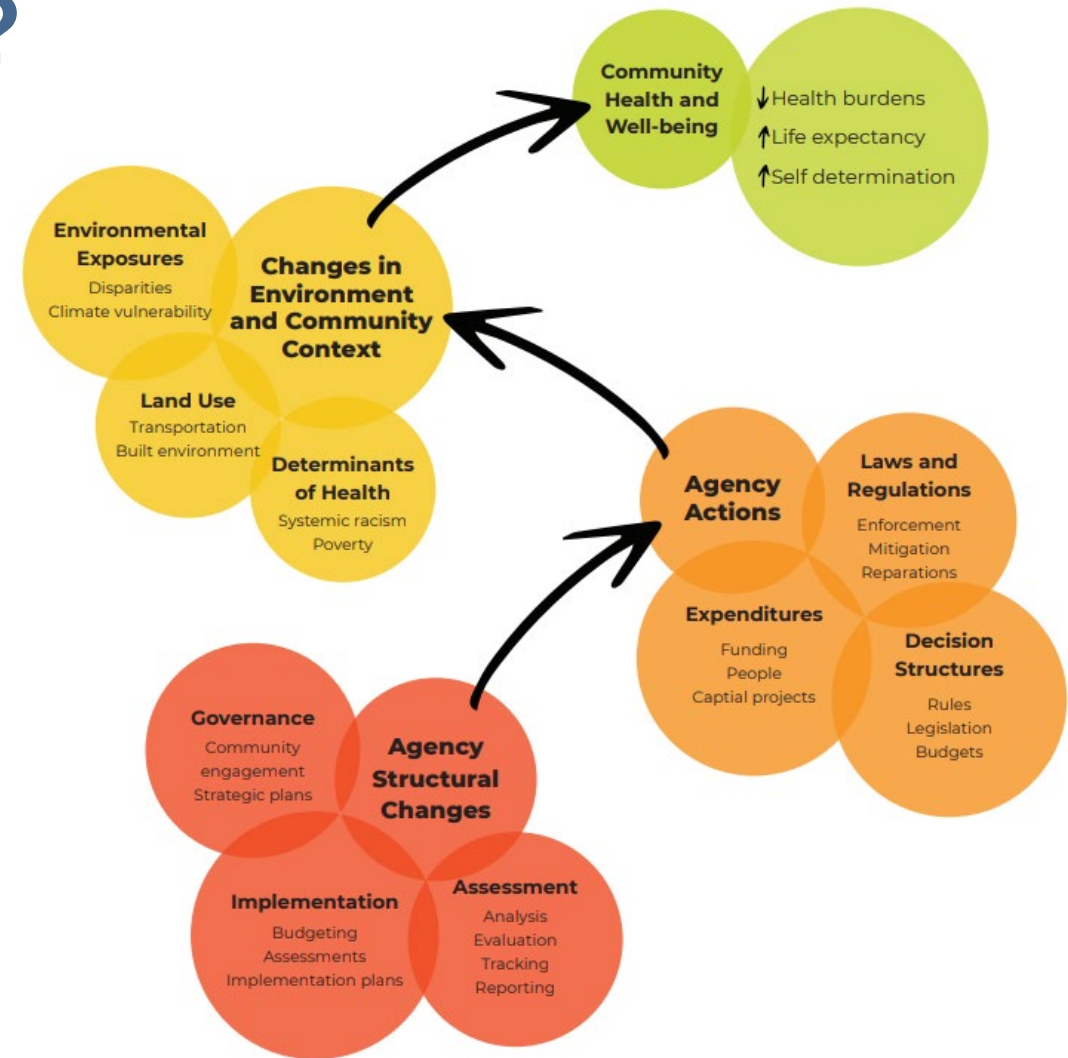 Community
Health and
Well-being
Health burdens
Life expectancy
Self determination
Environmental
Exposures
Disparities
Climate vulnerability
Changes in
Environment
and Community
Context
Land Use
Transportation
Built environment
Determinants
of Health
Systemic racism
Poverty
Agency
Actions
Laws and
Regulations
Enforcement
Mitigation
Reparations
Expenditures
Funding
People
Captial projects
Decision
Structures
Rules
Legislation
Budgets
Governance
Community
engagement
Strategic plans
Agency
Structural
Changes
Implementation
Budgeting
Assessments
Implementation plans
Assessment
Analysis
Evaluation
Tracking
Reporting